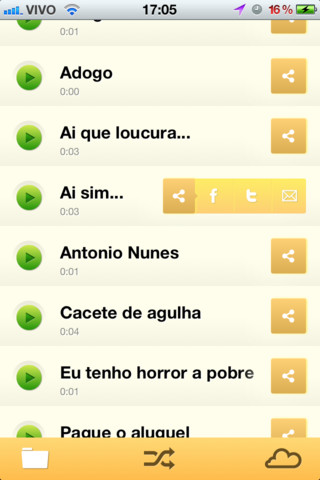 VIVO 17:05 16%
0:01
Adogo
0:00
Ai que loucura...
0:03
Ai sim...
0:03
Antonio Nunes
0:01
Cacete de agulha
0:04
Eu tenho horror a pobre
0:01
Pague o aluguel